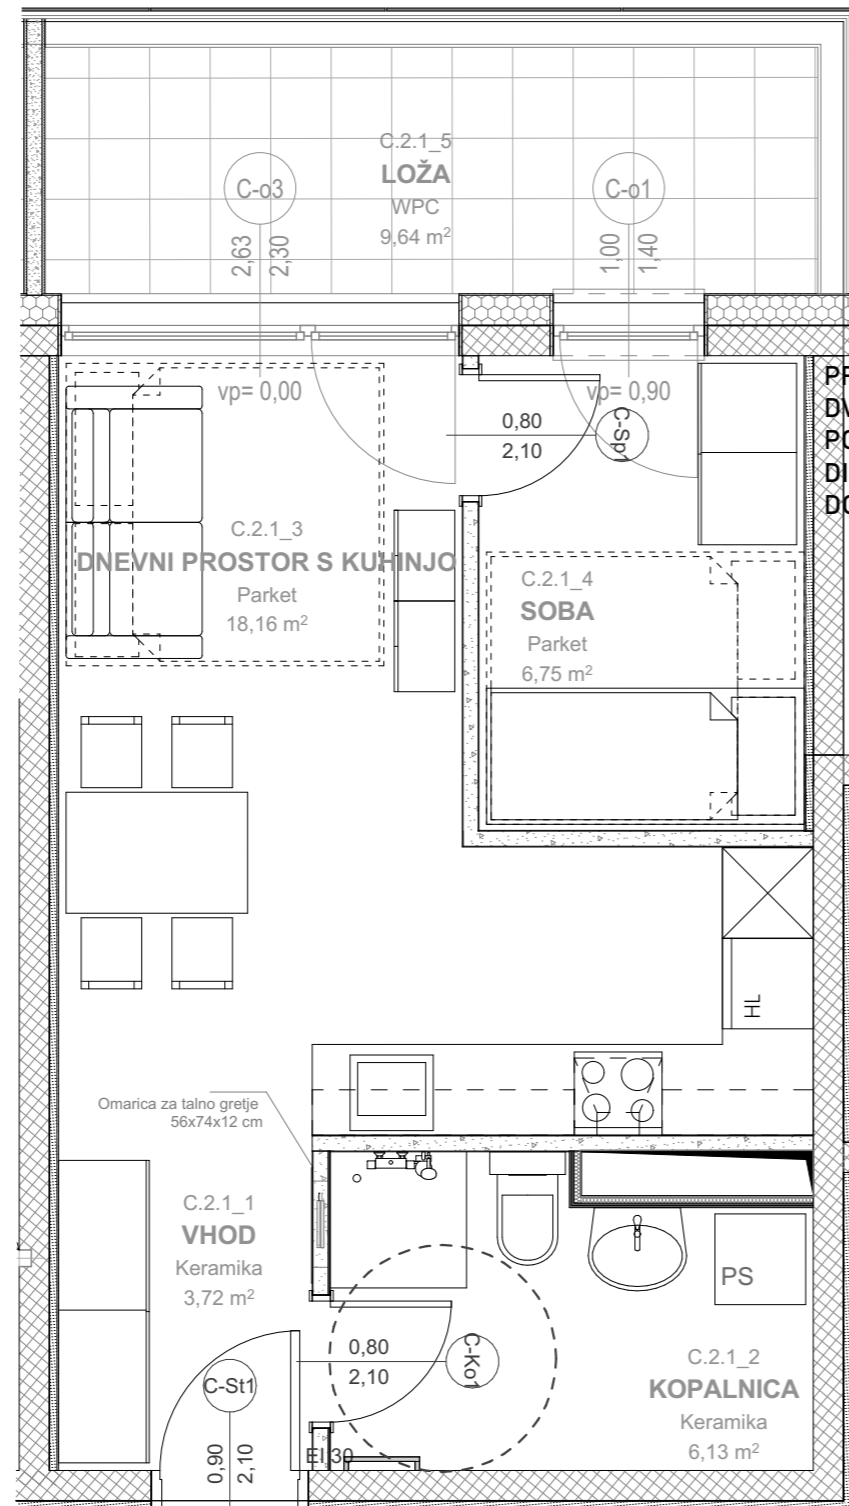 C.2.1_5
LOŽA
WPC
9,64 m²
C-o3
2,63
2,30
C-o1
1,00
1,40
vp= 0,00
vp= 0,90
0,80
2,10
C-Sp1
C.2.1_3
DNEVNI PROSTOR S KUHINJO
Parket
18,16 m²
C.2.1_4
SOBA
Parket
6,75 m²
HL
Omarica za talno gretje
56x74x12 cm
C.2.1_1
VHOD
Keramika
3,72 m²
PS
0,80
2,10
C-Ko1
C.2.1_2
KOPALNICA
Keramika
6,13 m²
C-St1
0,90
2,10
EI 30